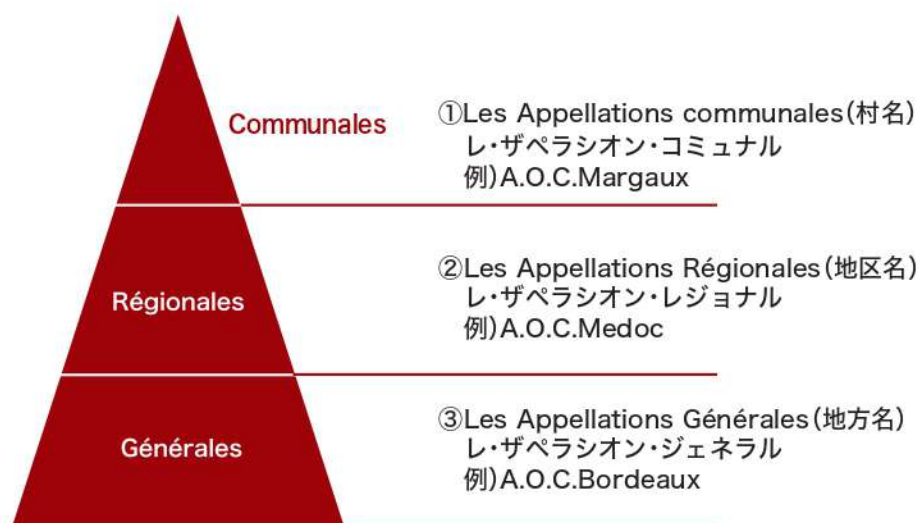 Communales
①Les Appellations communales(村名)
レ・ザペラシオン・コミュナル
例)A.O.C.Margaux
Régionales
②Les Appellations Régionales(地区名)
レ・ザペラシオン・レジョナル
例)A.O.C.Medoc
Générales
③Les Appellations Générales(地方名)
レ・ザペラシオン・ジェネラル
例)A.O.C.Bordeaux